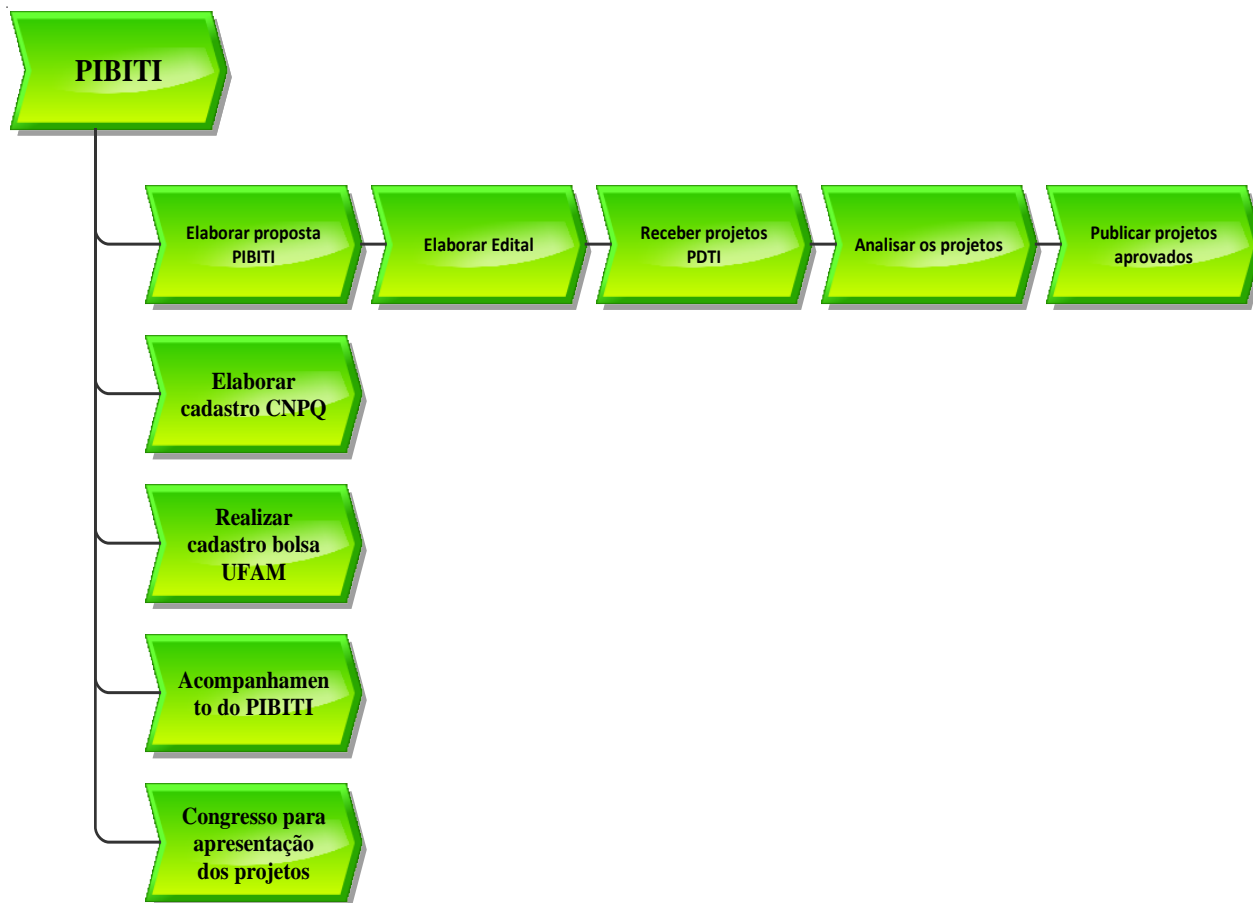 PIBITI
Elaborar proposta
PIBITI
Elaborar Edital
Receber projetos
PDTI
Analisar os projetos
Publicar projetos
aprovados
Elaborar
cadastro CNPQ
Realizar
cadastro bolsa
UFAM
Acompanhamen
to do PIBITI
Congresso para
apresentação
dos projetos